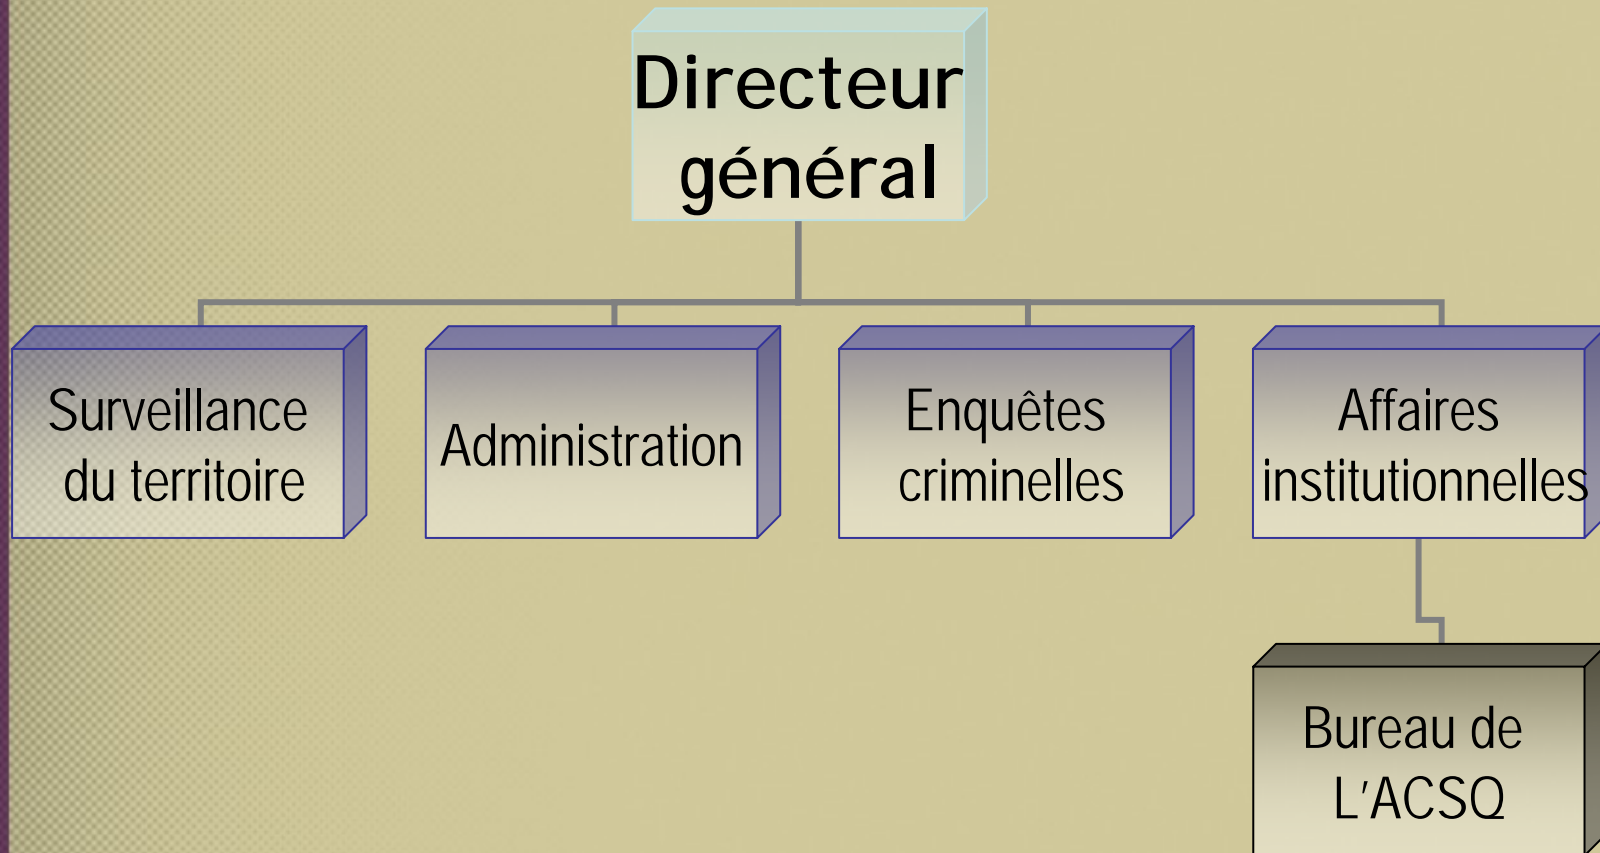 Directeur
général
Surveillance
du territoire
Administration
Enquêtes
criminelles
Affaires
institutionnelles
Bureau de
L'ACSQ